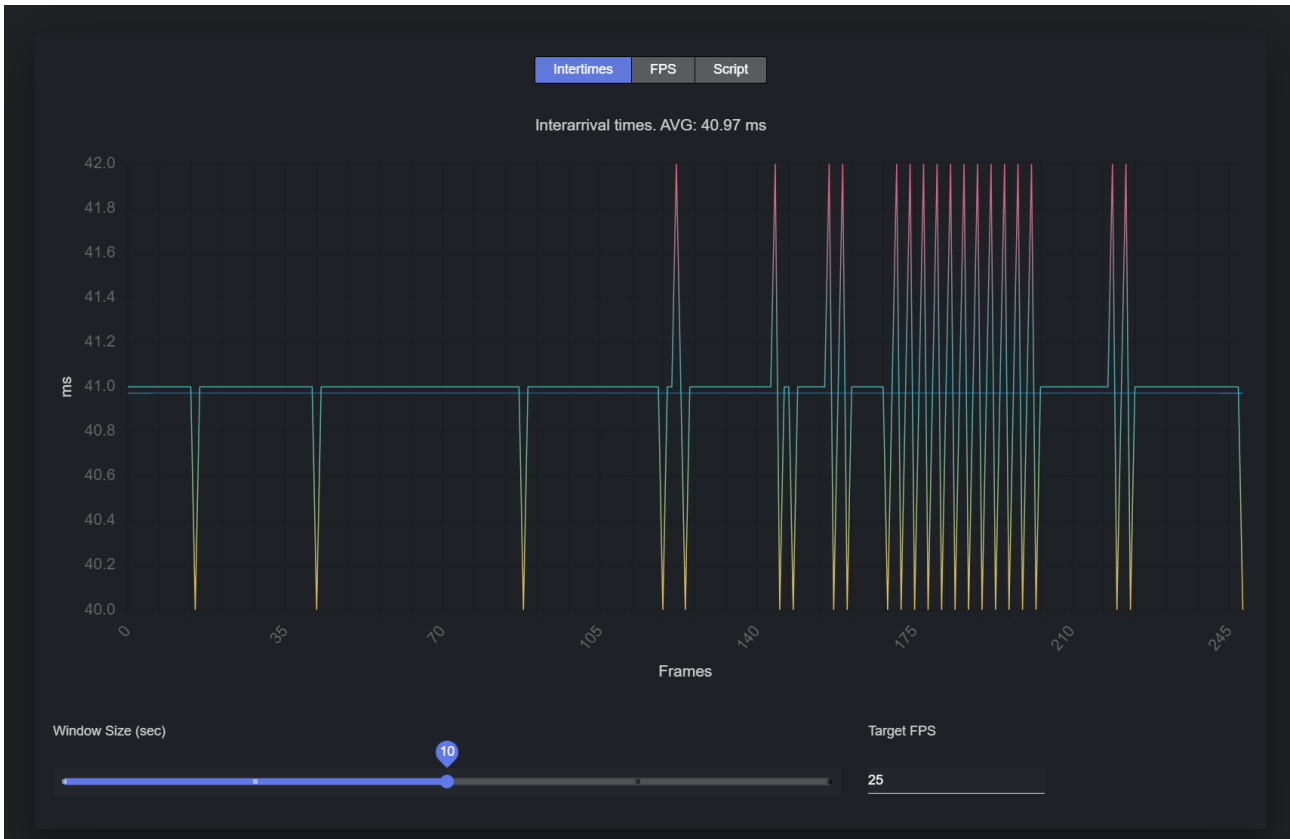 Intertimes FPS Script
Interarrival times. AVG: 40.97 ms
42.0
41.8
41.6
41.4
41.2
41.0
40.8
40.6
40.4
40.2
40.0
ms
0 35 70 105 140 175 210 245
Frames
Window Size (sec)
Target FPS
10
25